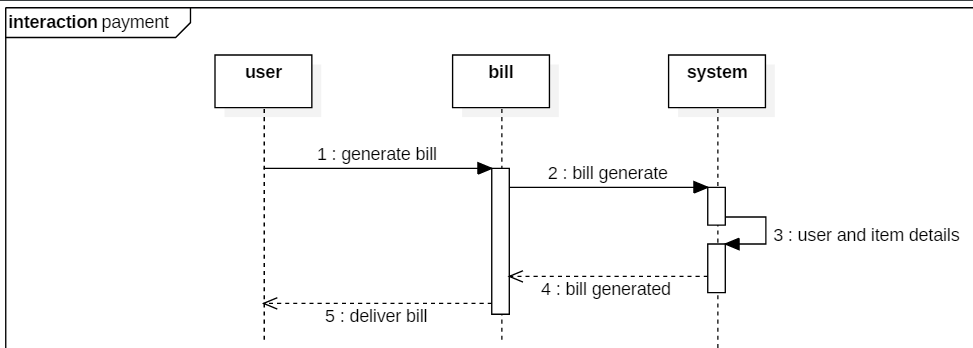 interaction payment
user
bill
system
1 : generate bill
2 : bill generate
3 : user and item details
4 : bill generated
5 : deliver bill